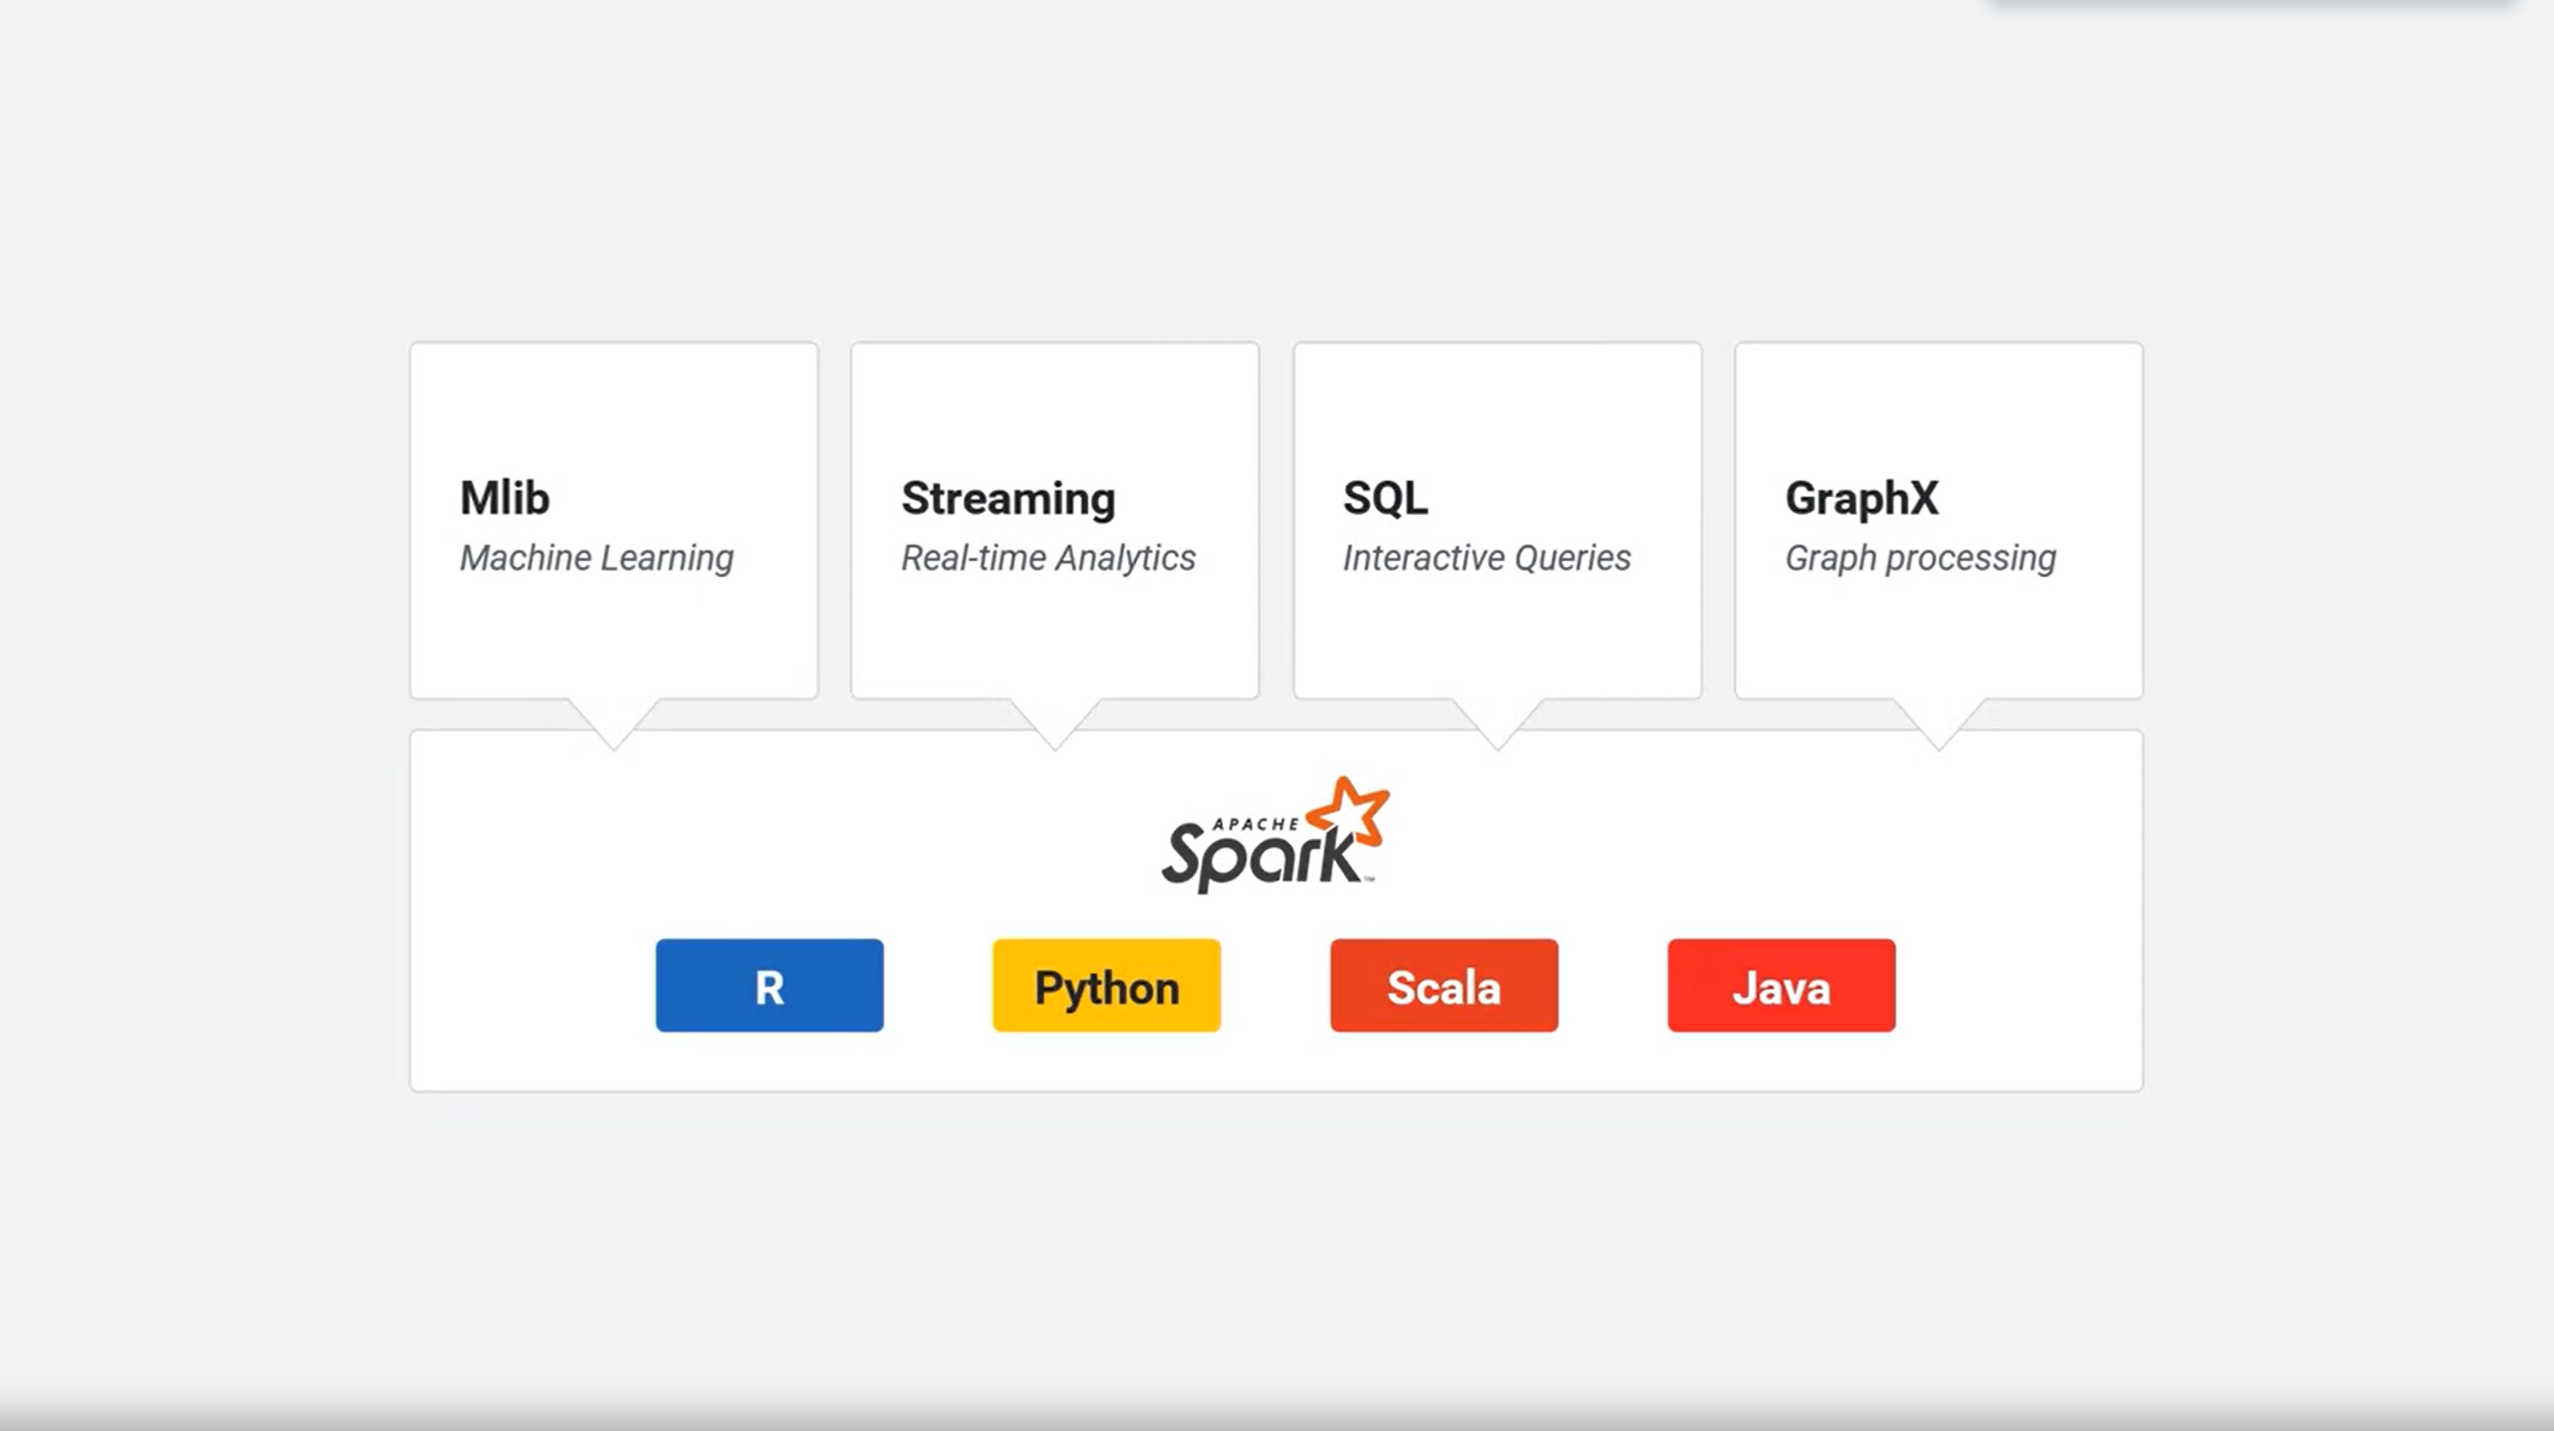 Mlib
Machine Learning
Streaming
Real-time Analytics
SQL
Interactive Queries
GraphX
Graph processing
APACHE
Spark™
R
Python
Scala
Java